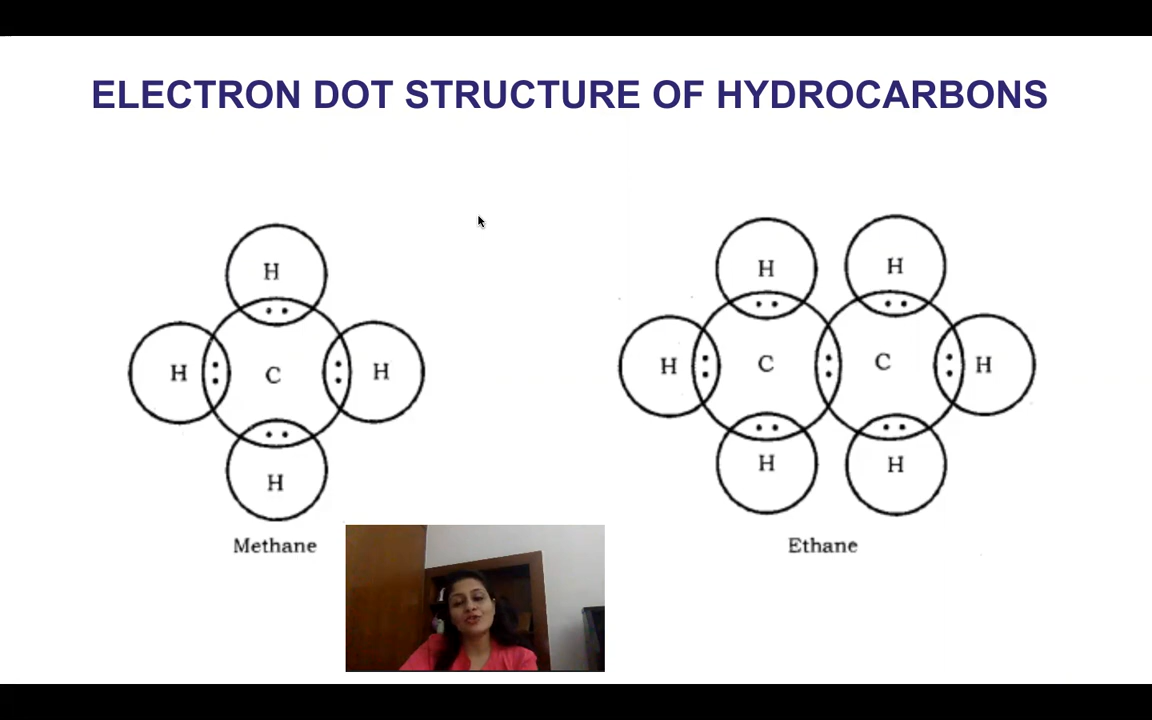 ELECTRON DOT STRUCTURE OF HYDROCARBONS
H
H C H
H
Methane
H H
H C C H
H H
Ethane